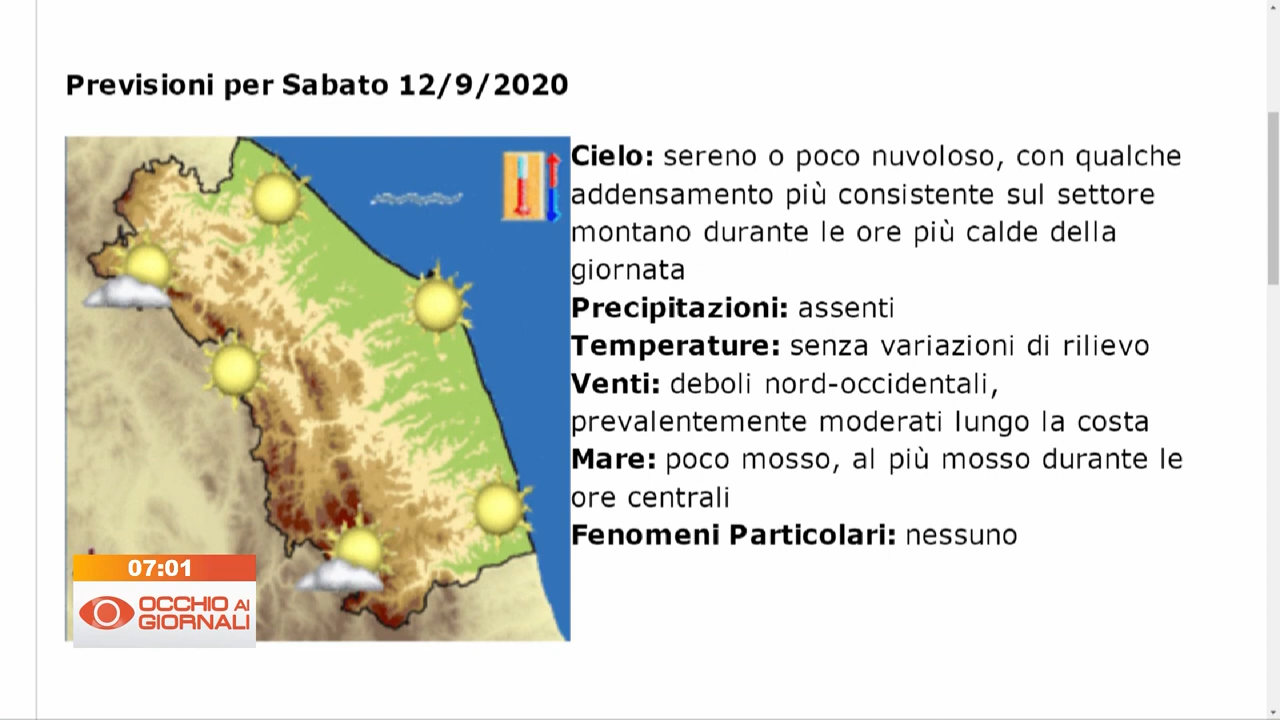 Previsioni per Sabato 12/9/2020
Cielo: sereno o poco nuvoloso, con qualche
addensamento più consistente sul settore
montano durante le ore più calde della
giornata
Precipitazioni: assenti
Temperature: senza variazioni di rilievo
Venti: deboli nord-occidentali,
prevalentemente moderati lungo la costa
Mare: poco mosso, al più mosso durante le
ore centrali
Fenomeni Particolari: nessuno
07:01
OCCHIO AI
GIORNALI